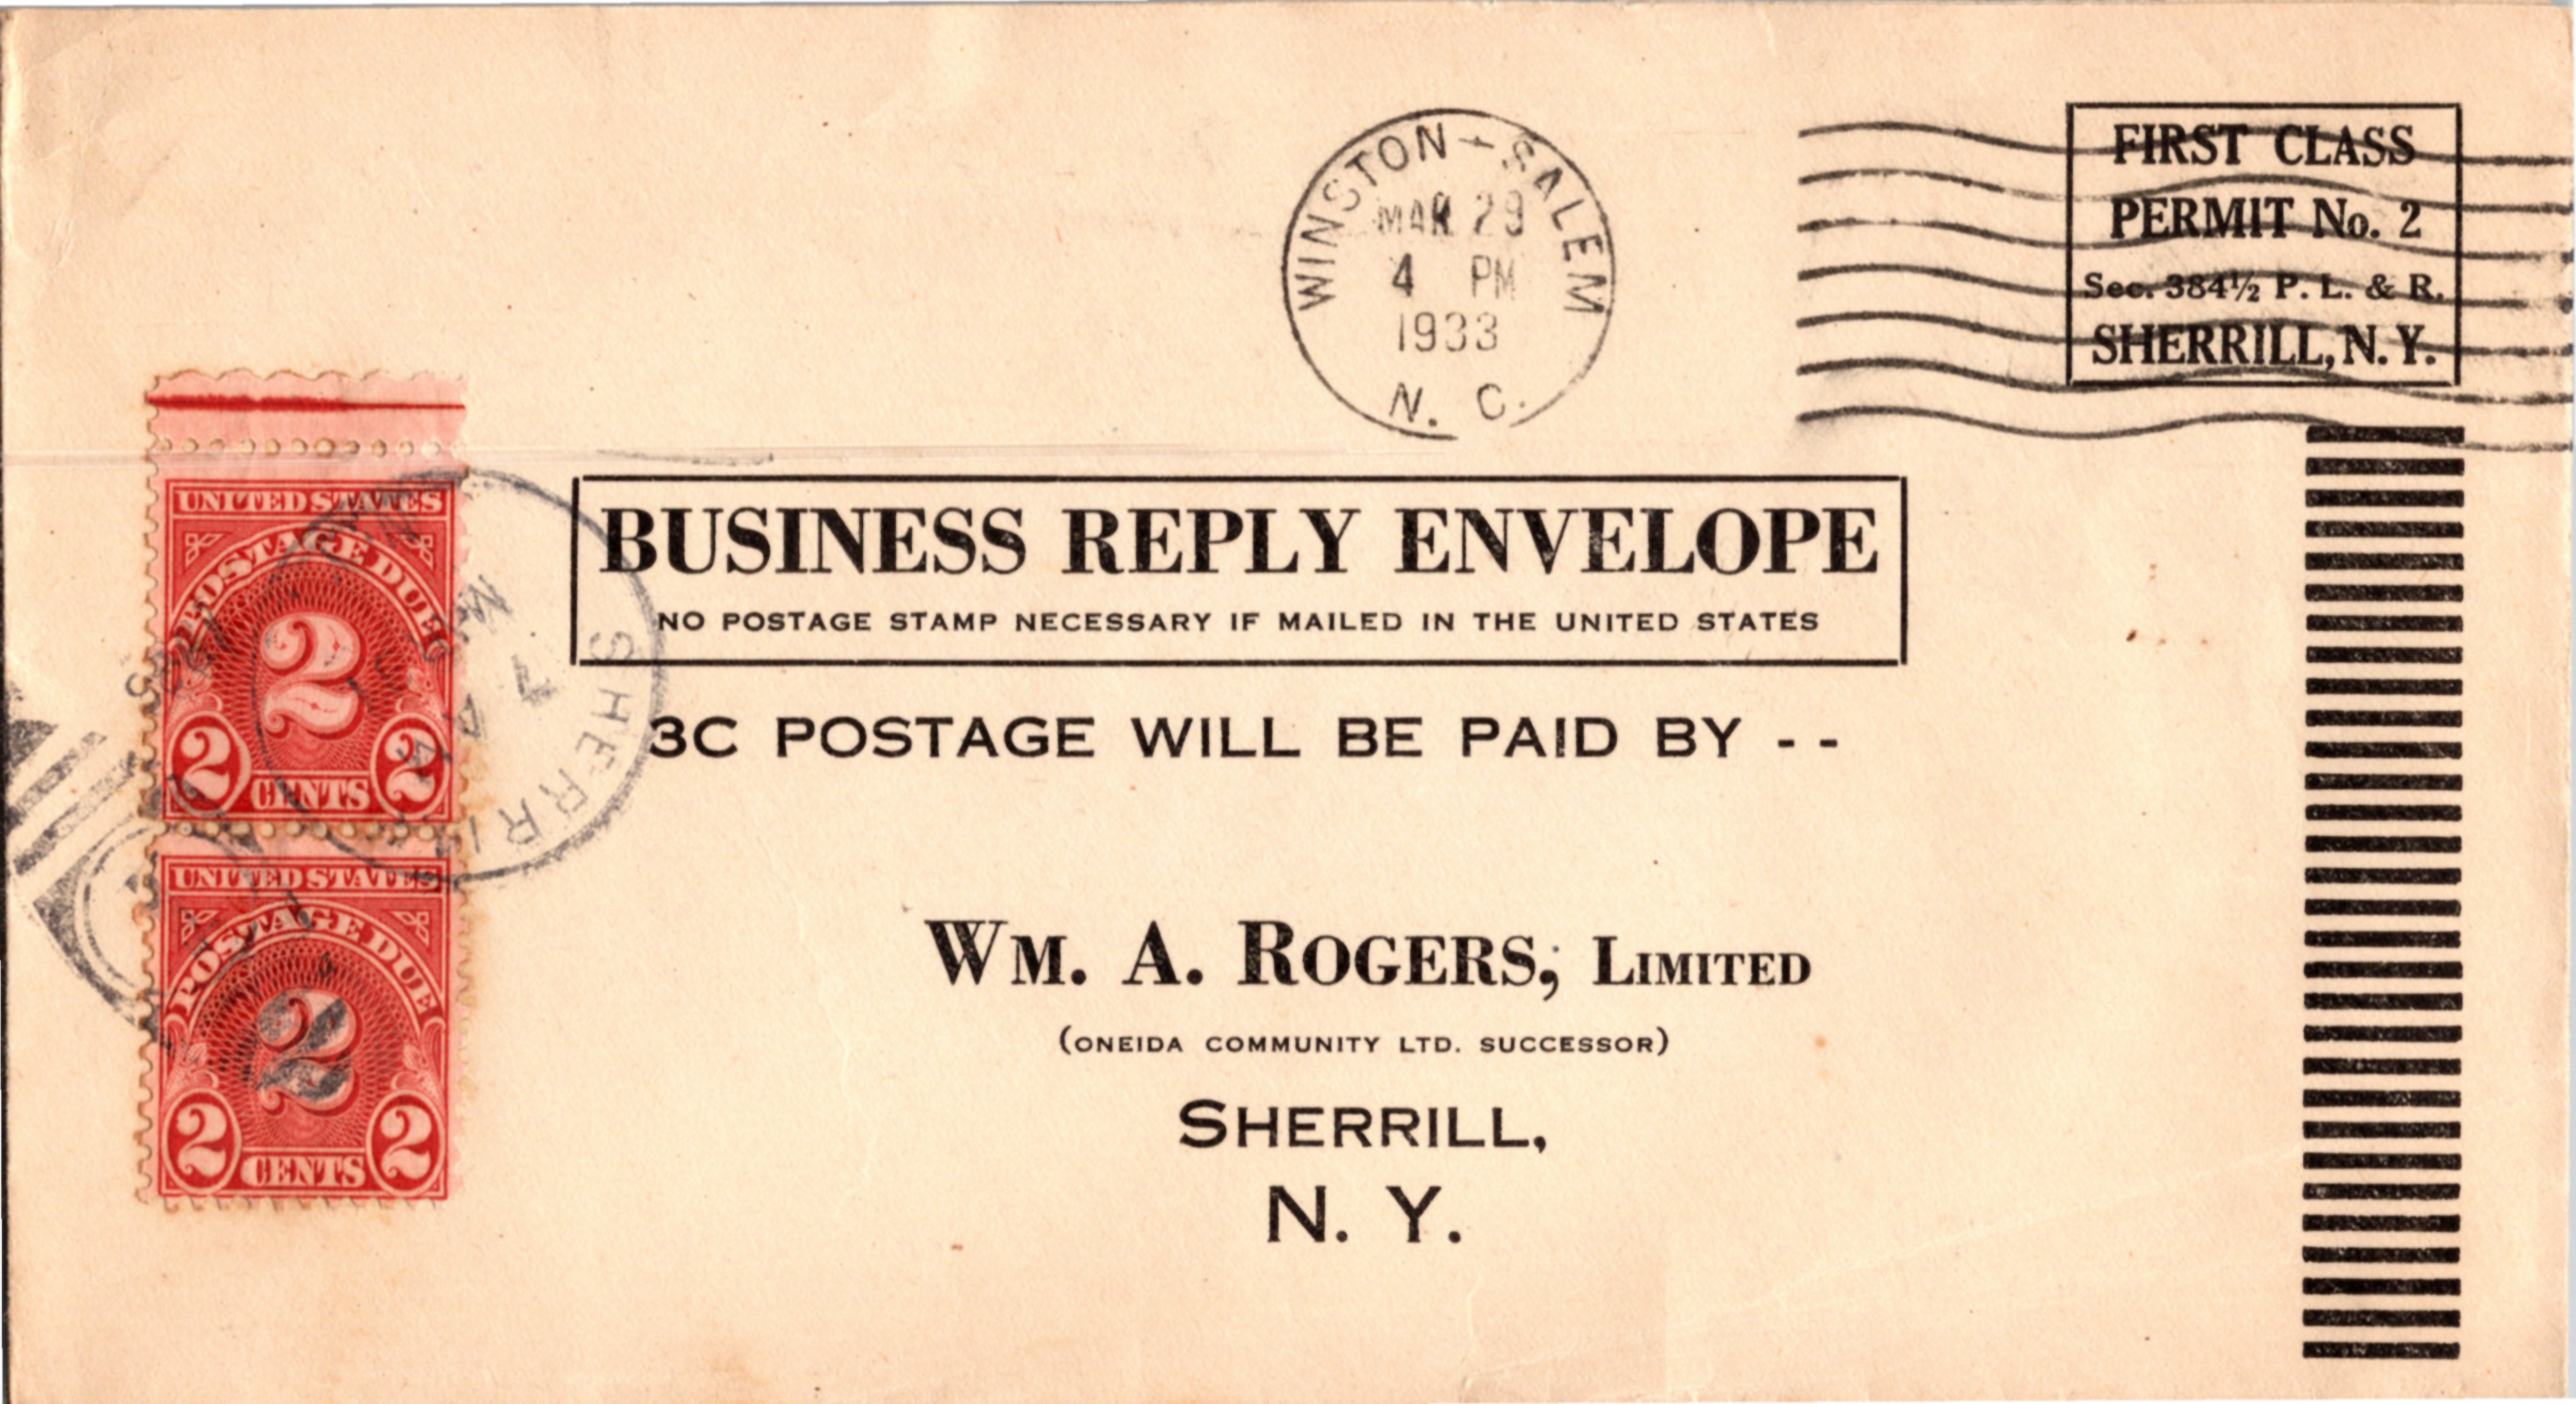 WINSTON-SALEM
MAR 29
4 PM
1933
N. C.
FIRST CLASS
PERMIT No. 2
Sec. 384½ P. L. & R.
SHERRILL, N. Y.
BUSINESS REPLY ENVELOPE
NO POSTAGE STAMP NECESSARY IF MAILED IN THE UNITED STATES
3C POSTAGE WILL BE PAID BY - -
WM. A. ROGERS, LIMITED
(ONEIDA COMMUNITY LTD. SUCCESSOR)
SHERRILL,
N. Y.
UNITED STATES
POSTAGE DUE
2
2 CENTS 2
UNITED STATES
POSTAGE DUE
2
2 CENTS 2
7 AM